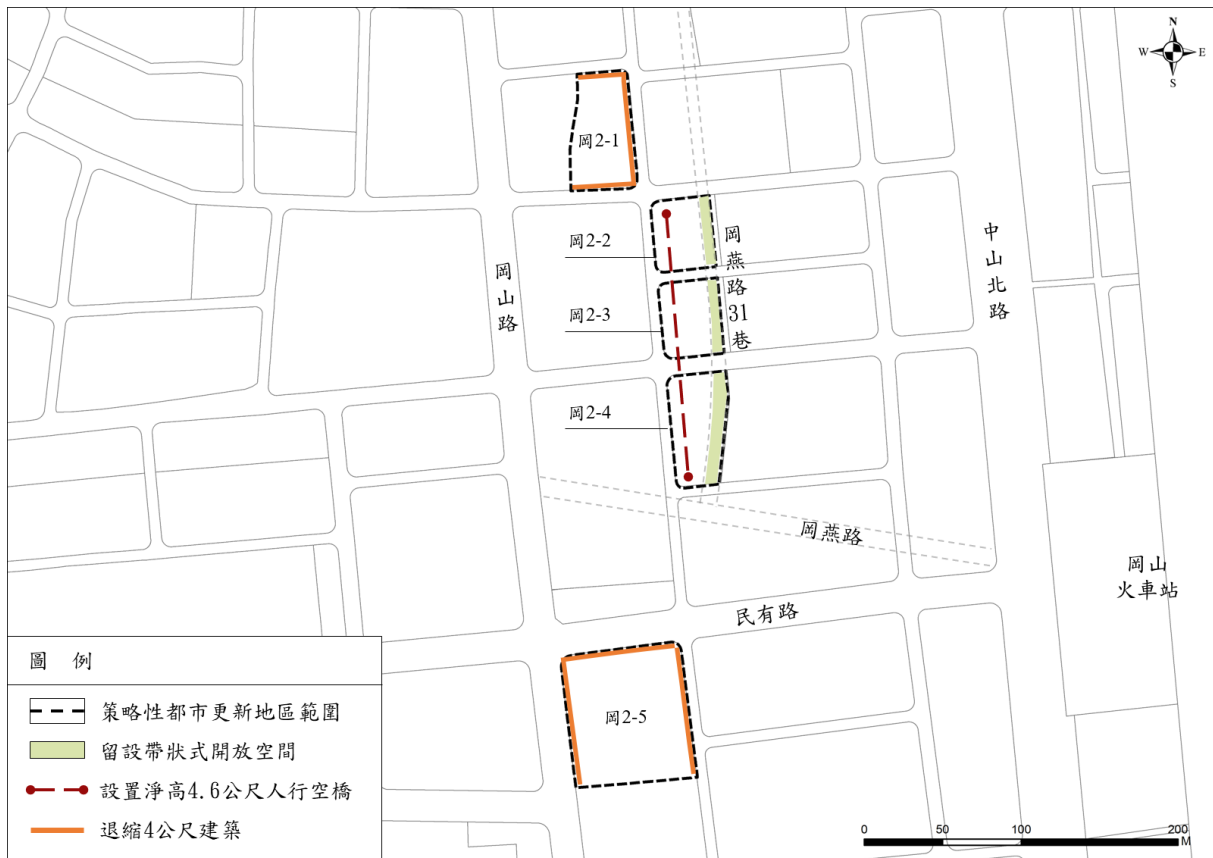 N
W
E
S
岡2-1
岡2-2
岡燕路31巷
中山北路
岡山路
岡2-3
岡2-4
岡燕路
岡山
火車站
民有路
岡2-5
圖 例
策略性都市更新地區範圍
留設帶狀式開放空間
設置淨高4.6公尺人行空橋
退縮4公尺建築
0 50 100 200
M